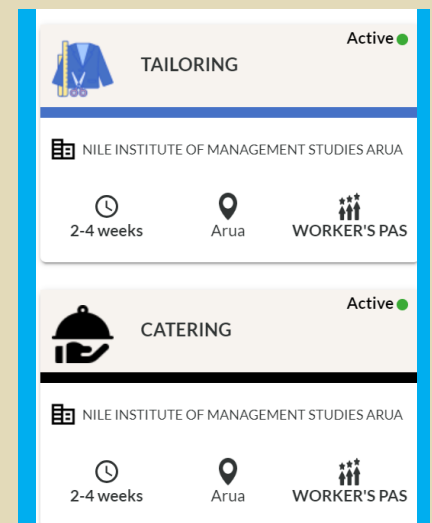 Active
TAILORING
NILE INSTITUTE OF MANAGEMENT STUDIES ARUA
2-4 weeks Arua WORKER'S PAS
Active
CATERING
NILE INSTITUTE OF MANAGEMENT STUDIES ARUA
2-4 weeks Arua WORKER'S PAS